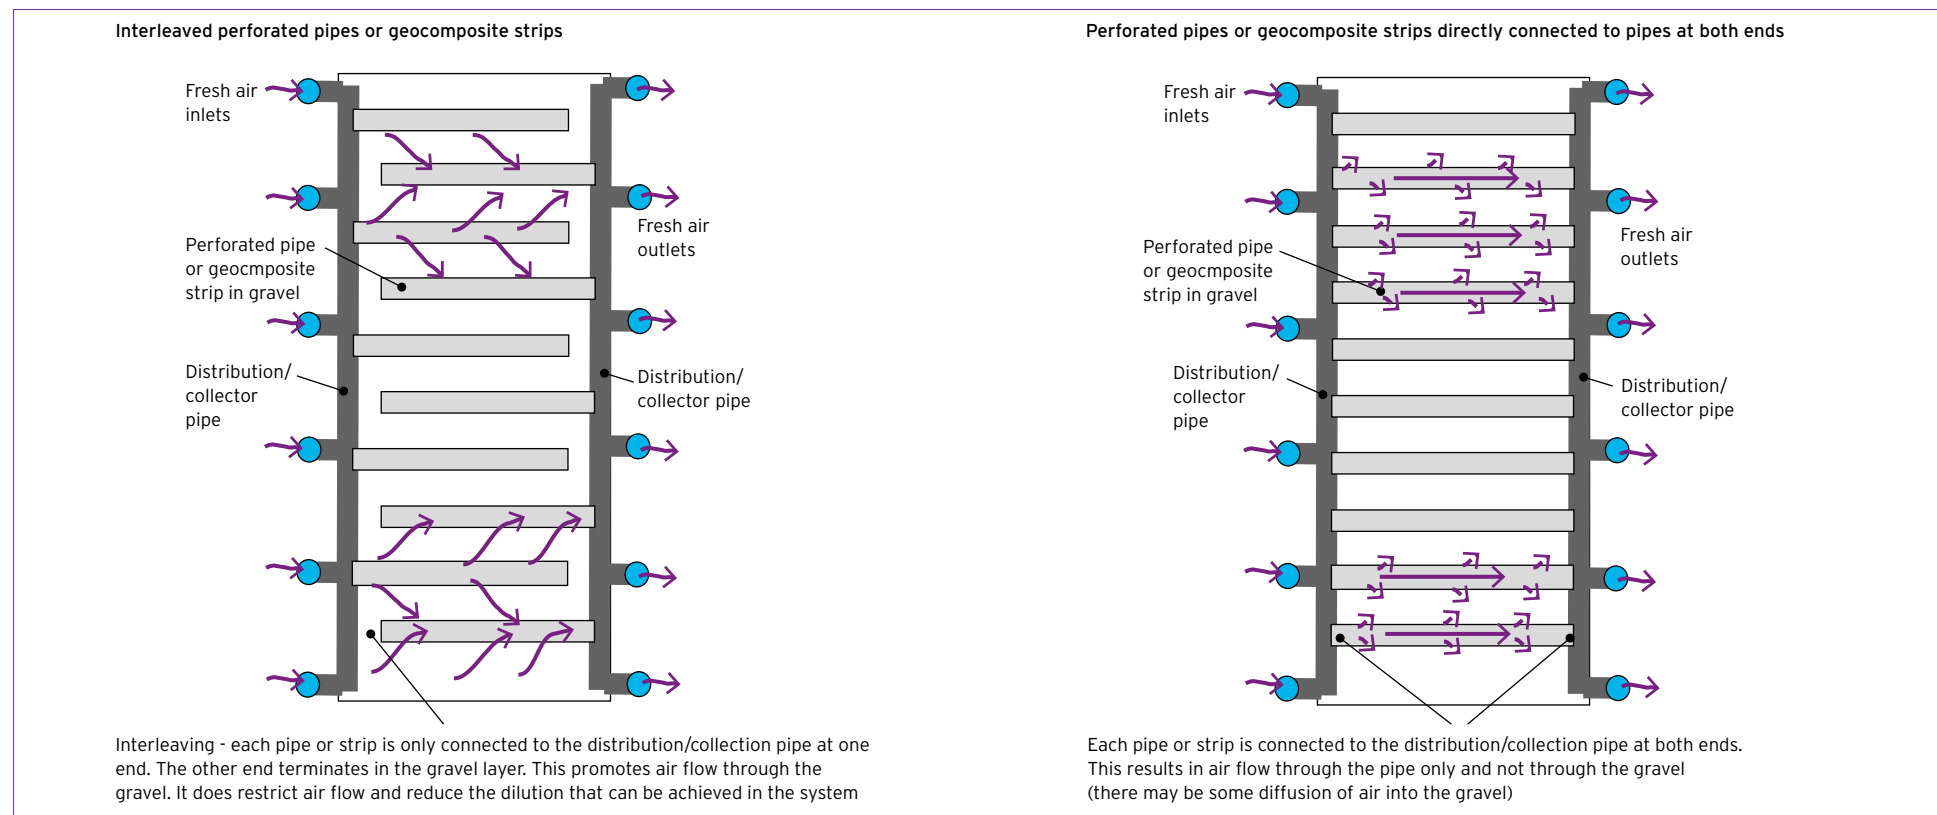 Interleaved perforated pipes or geocomposite strips
Fresh air
inlets
Perforated pipe
or geocmposite
strip in gravel
Distribution/
collector
pipe
Fresh air
outlets
Distribution/
collector pipe
Interleaving - each pipe or strip is only connected to the distribution/collection pipe at one
end. The other end terminates in the gravel layer. This promotes air flow through the
gravel. It does restrict air flow and reduce the dilution that can be achieved in the system
Perforated pipes or geocomposite strips directly connected to pipes at both ends
Fresh air
inlets
Perforated pipe
or geocmposite
strip in gravel
Distribution/
collector
pipe
Fresh air
outlets
Distribution/
collector pipe
Each pipe or strip is connected to the distribution/collection pipe at both ends.
This results in air flow through the pipe only and not through the gravel
(there may be some diffusion of air into the gravel)